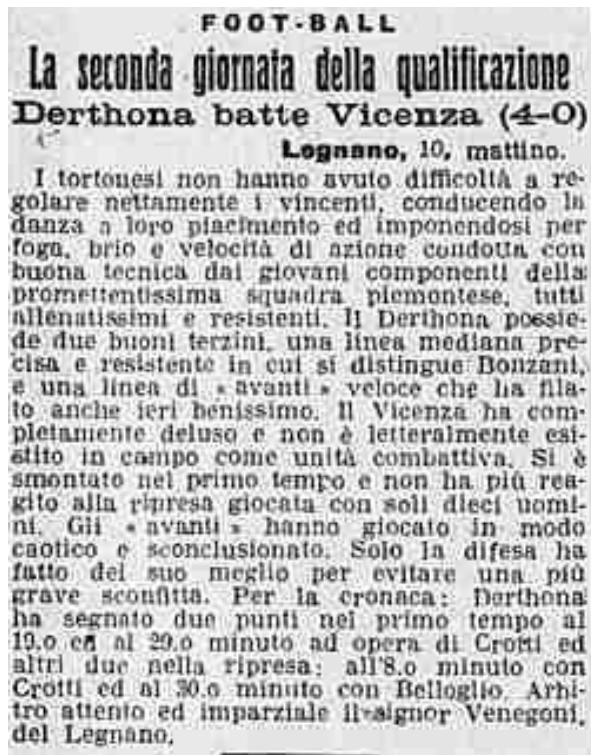 FOOT-BALL
La seconda giornata della qualificazione
Derthona batte Vicenza (4-0)
Legnano, 10, mattino.
I tortonesi non hanno avuto difficoltà a re-
golare nettamente i vincenti, conducendo la
danza a loro piacimento ed imponendosi per
foga, brio e velocità di azione condotta con
buona tecnica dai giovani componenti della
promettentissima squadra piemontese, tutti
allenatissimi e resistenti. Il Derthona possie-
de due buoni terzini, una linea mediana pre-
cisa e resistente in cui si distingue Bonzani,
e una linea di « avanti » veloce che ha fila-
to anche ieri benissimo. Il Vicenza ha com-
pletamente deluso e non è letteralmente esi-
stito in campo come unità combattiva. Si è
smontato nel primo tempo e non ha più rea-
gito alla ripresa giocata con soli dieci uomi-
ni. Gli « avanti » hanno giocato in modo
caotico e sconclusionato. Solo la difesa ha
fatto del suo meglio per evitare una più
grave sconfitta. Per la cronaca: Derthona
ha segnato due punti nel primo tempo al
19.o ed al 29.o minuto ad opera di Crotti ed
altri due nella ripresa: all'8.o minuto con
Crotti ed al 30.o minuto con Belloglio. Arbi-
tro attento ed imparziale il signor Venegoni,
del Legnano.